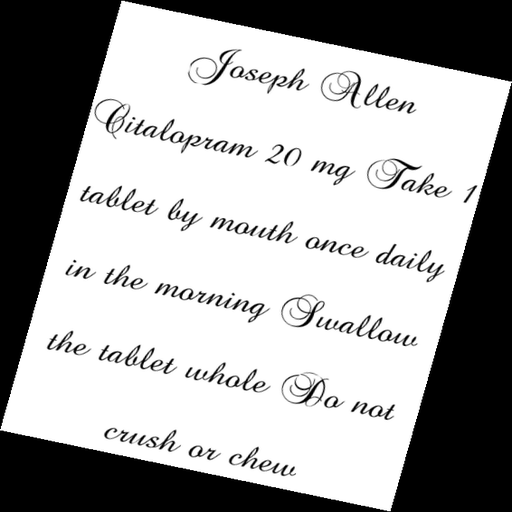 Joseph Allen
Citalopram 20 mg Take 1
tablet by mouth once daily
in the morning Swallow
the tablet whole Do not
crush or chew